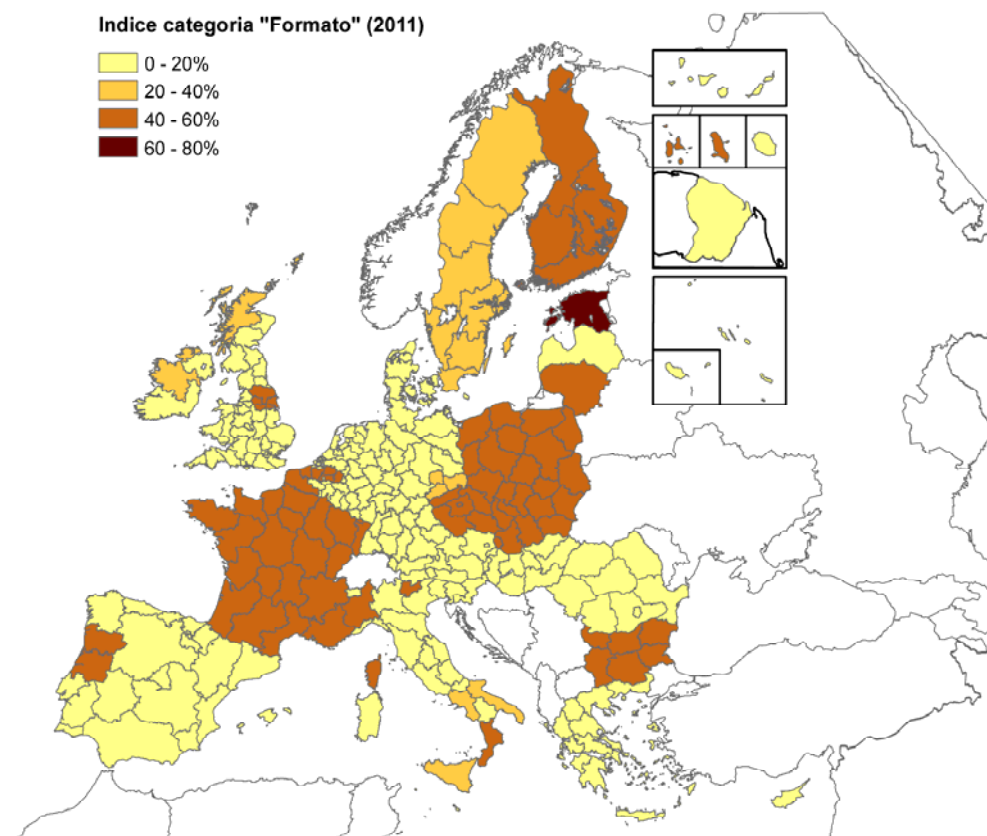 Indice categoria "Formato" (2011)
0 - 20%
20 - 40%
40 - 60%
60 - 80%